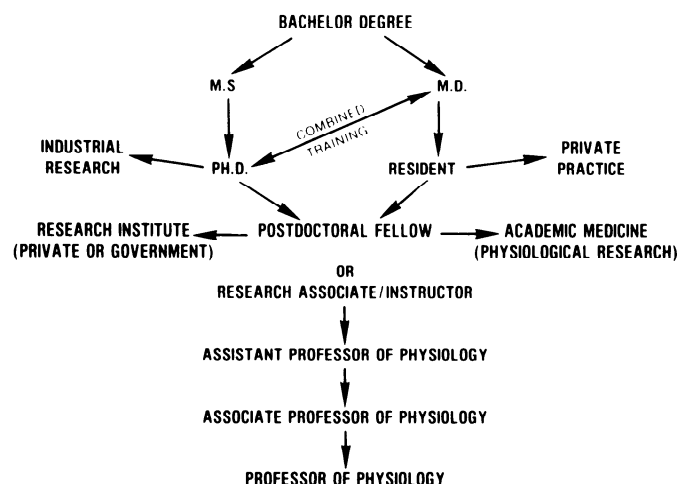 BACHELOR DEGREE
M.S
M.D.
COMBINED
TRAINING
INDUSTRIAL
RESEARCH
PH.D.
RESIDENT
PRIVATE
PRACTICE
RESEARCH INSTITUTE
(PRIVATE OR GOVERNMENT)
POSTDOCTORAL FELLOW
ACADEMIC MEDICINE
(PHYSIOLOGICAL RESEARCH)
OR
RESEARCH ASSOCIATE/INSTRUCTOR
ASSISTANT PROFESSOR OF PHYSIOLOGY
ASSOCIATE PROFESSOR OF PHYSIOLOGY
PROFESSOR OF PHYSIOLOGY